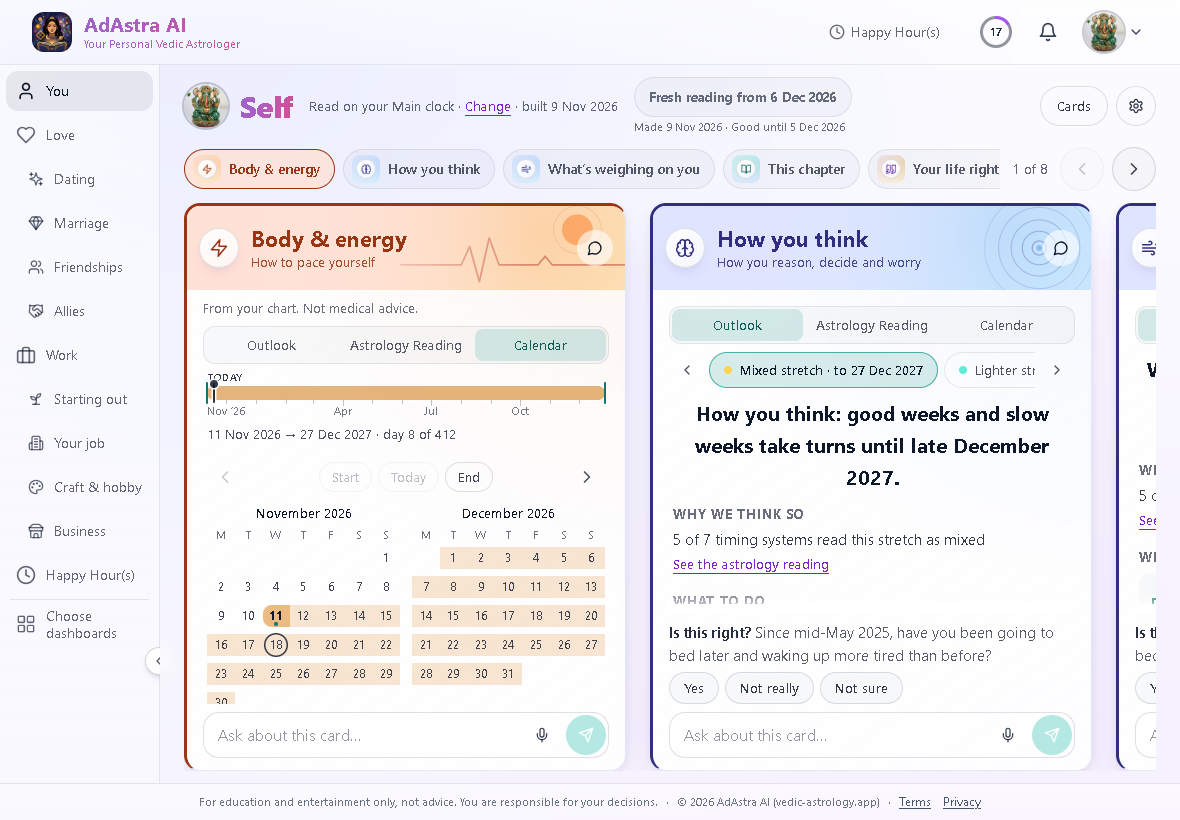 AdAstra AI
Your Personal Vedic Astrologer
Happy Hour(s)
17
You
Love
Dating
Marriage
Friendships
Allies
Work
Starting out
Your job
Craft & hobby
Business
Happy Hour(s)
Choose dashboards
Self
Read on your Main clock · Change · built 9 Nov 2026
Fresh reading from 6 Dec 2026
Made 9 Nov 2026 · Good until 5 Dec 2026
Cards
Body & energy
How you think
What's weighing on you
This chapter
Your life right
1 of 8
Body & energy
How to pace yourself
From your chart. Not medical advice.
Outlook Astrology Reading Calendar
TODAY
Nov '26 Apr Jul Oct
11 Nov 2026 → 27 Dec 2027 · day 8 of 412
Start Today End
November 2026
M T W T F S S
1
2 3 4 5 6 7 8
9 10 11 12 13 14 15
16 17 18 19 20 21 22
23 24 25 26 27 28 29
30
December 2026
M T W T F S S
1 2 3 4 5 6
7 8 9 10 11 12 13
14 15 16 17 18 19 20
21 22 23 24 25 26 27
28 29 30 31
Ask about this card...
How you think
How you reason, decide and worry
Outlook Astrology Reading Calendar
Mixed stretch · to 27 Dec 2027
Lighter str
How you think: good weeks and slow
weeks take turns until late December
2027.
WHY WE THINK SO
5 of 7 timing systems read this stretch as mixed
See the astrology reading
WHAT TO DO
Is this right? Since mid-May 2025, have you been going to
bed later and waking up more tired than before?
Yes Not really Not sure
Ask about this card...
For education and entertainment only, not advice. You are responsible for your decisions. · © 2026 AdAstra AI (vedic-astrology.app) · Terms Privacy